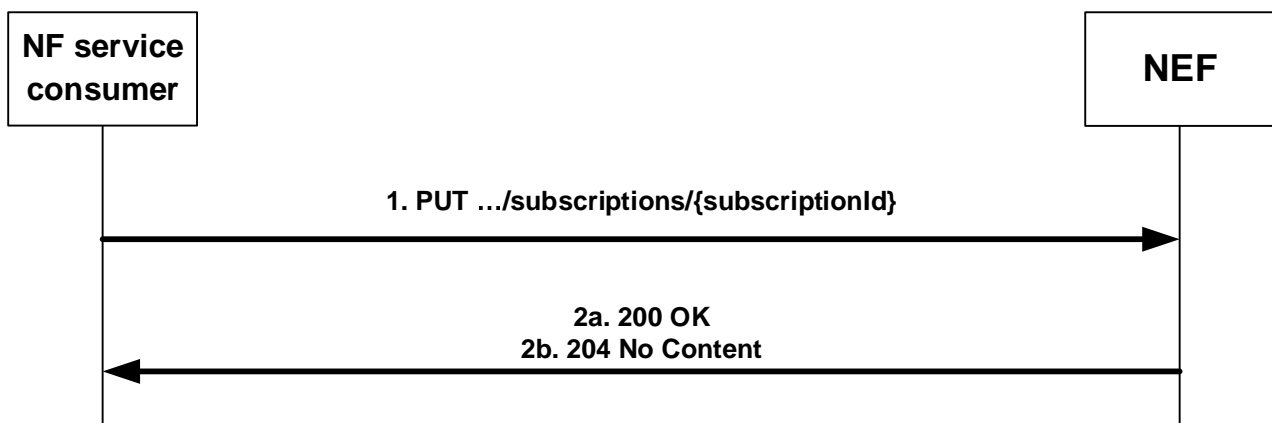 NF service
consumer
NEF
1. PUT …/subscriptions/{subscriptionId}
2a. 200 OK
2b. 204 No Content